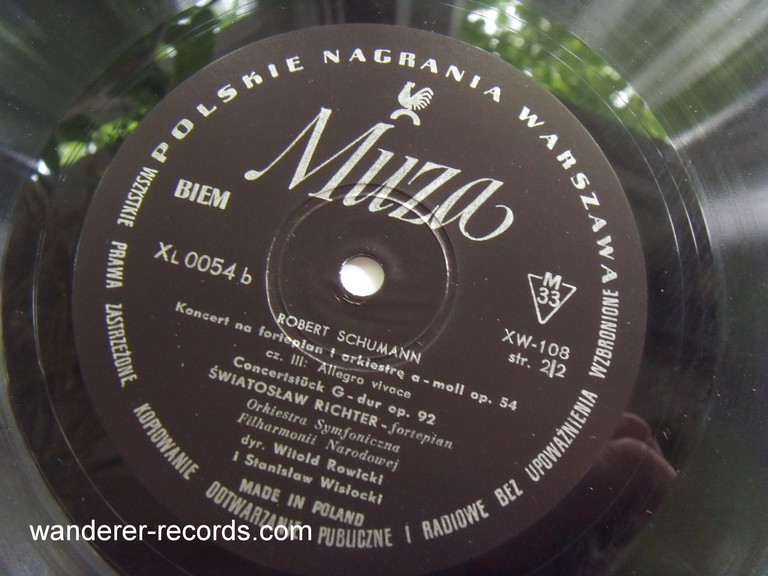 POLSKIE NAGRANIA WARSZAWA
Muza
BIEM
XL 0054 b
M
33
XW-108
str. 2/2
ROBERT SCHUMANN
Koncert na fortepian i orkiestrę a-moll op. 54
cz. III: Allegro vivace
Concertstück G-dur op. 92
ŚWIATOSŁAW RICHTER - fortepian
Orkiestra Symfoniczna
Filharmonii Narodowej
dyr. Witold Rowicki
i Stanisław Wisłocki
MADE IN POLAND
WSZYSTKIE PRAWA ZASTRZEŻONE KOPIOWANIE ODTWARZANIE PUBLICZNE I RADIOWE BEZ UPOWAŻNIENIA WZBRONIONE
wanderer-records.com